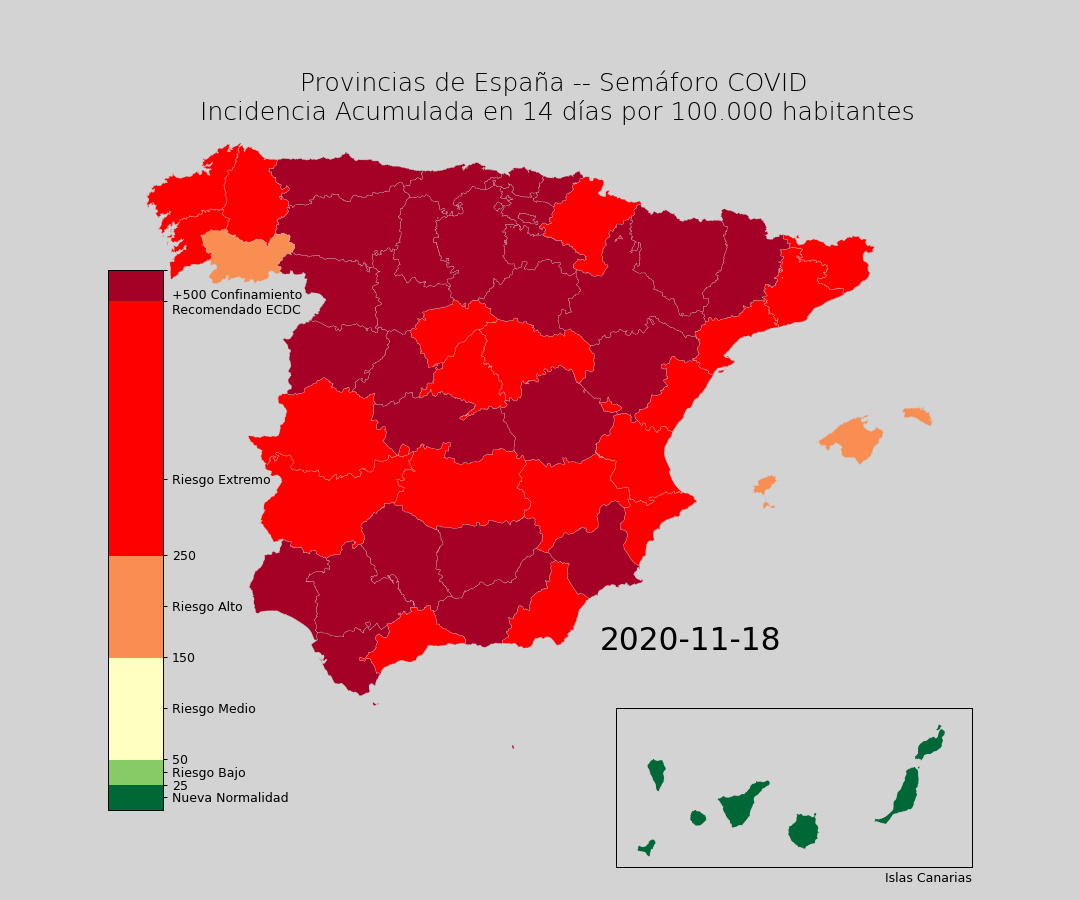 Provincias de España -- Semáforo COVID
Incidencia Acumulada en 14 días por 100.000 habitantes
+500 Confinamiento
Recomendado ECDC
Riesgo Extremo
250
Riesgo Alto
150
Riesgo Medio
50
Riesgo Bajo
25
Nueva Normalidad
2020-11-18
Islas Canarias